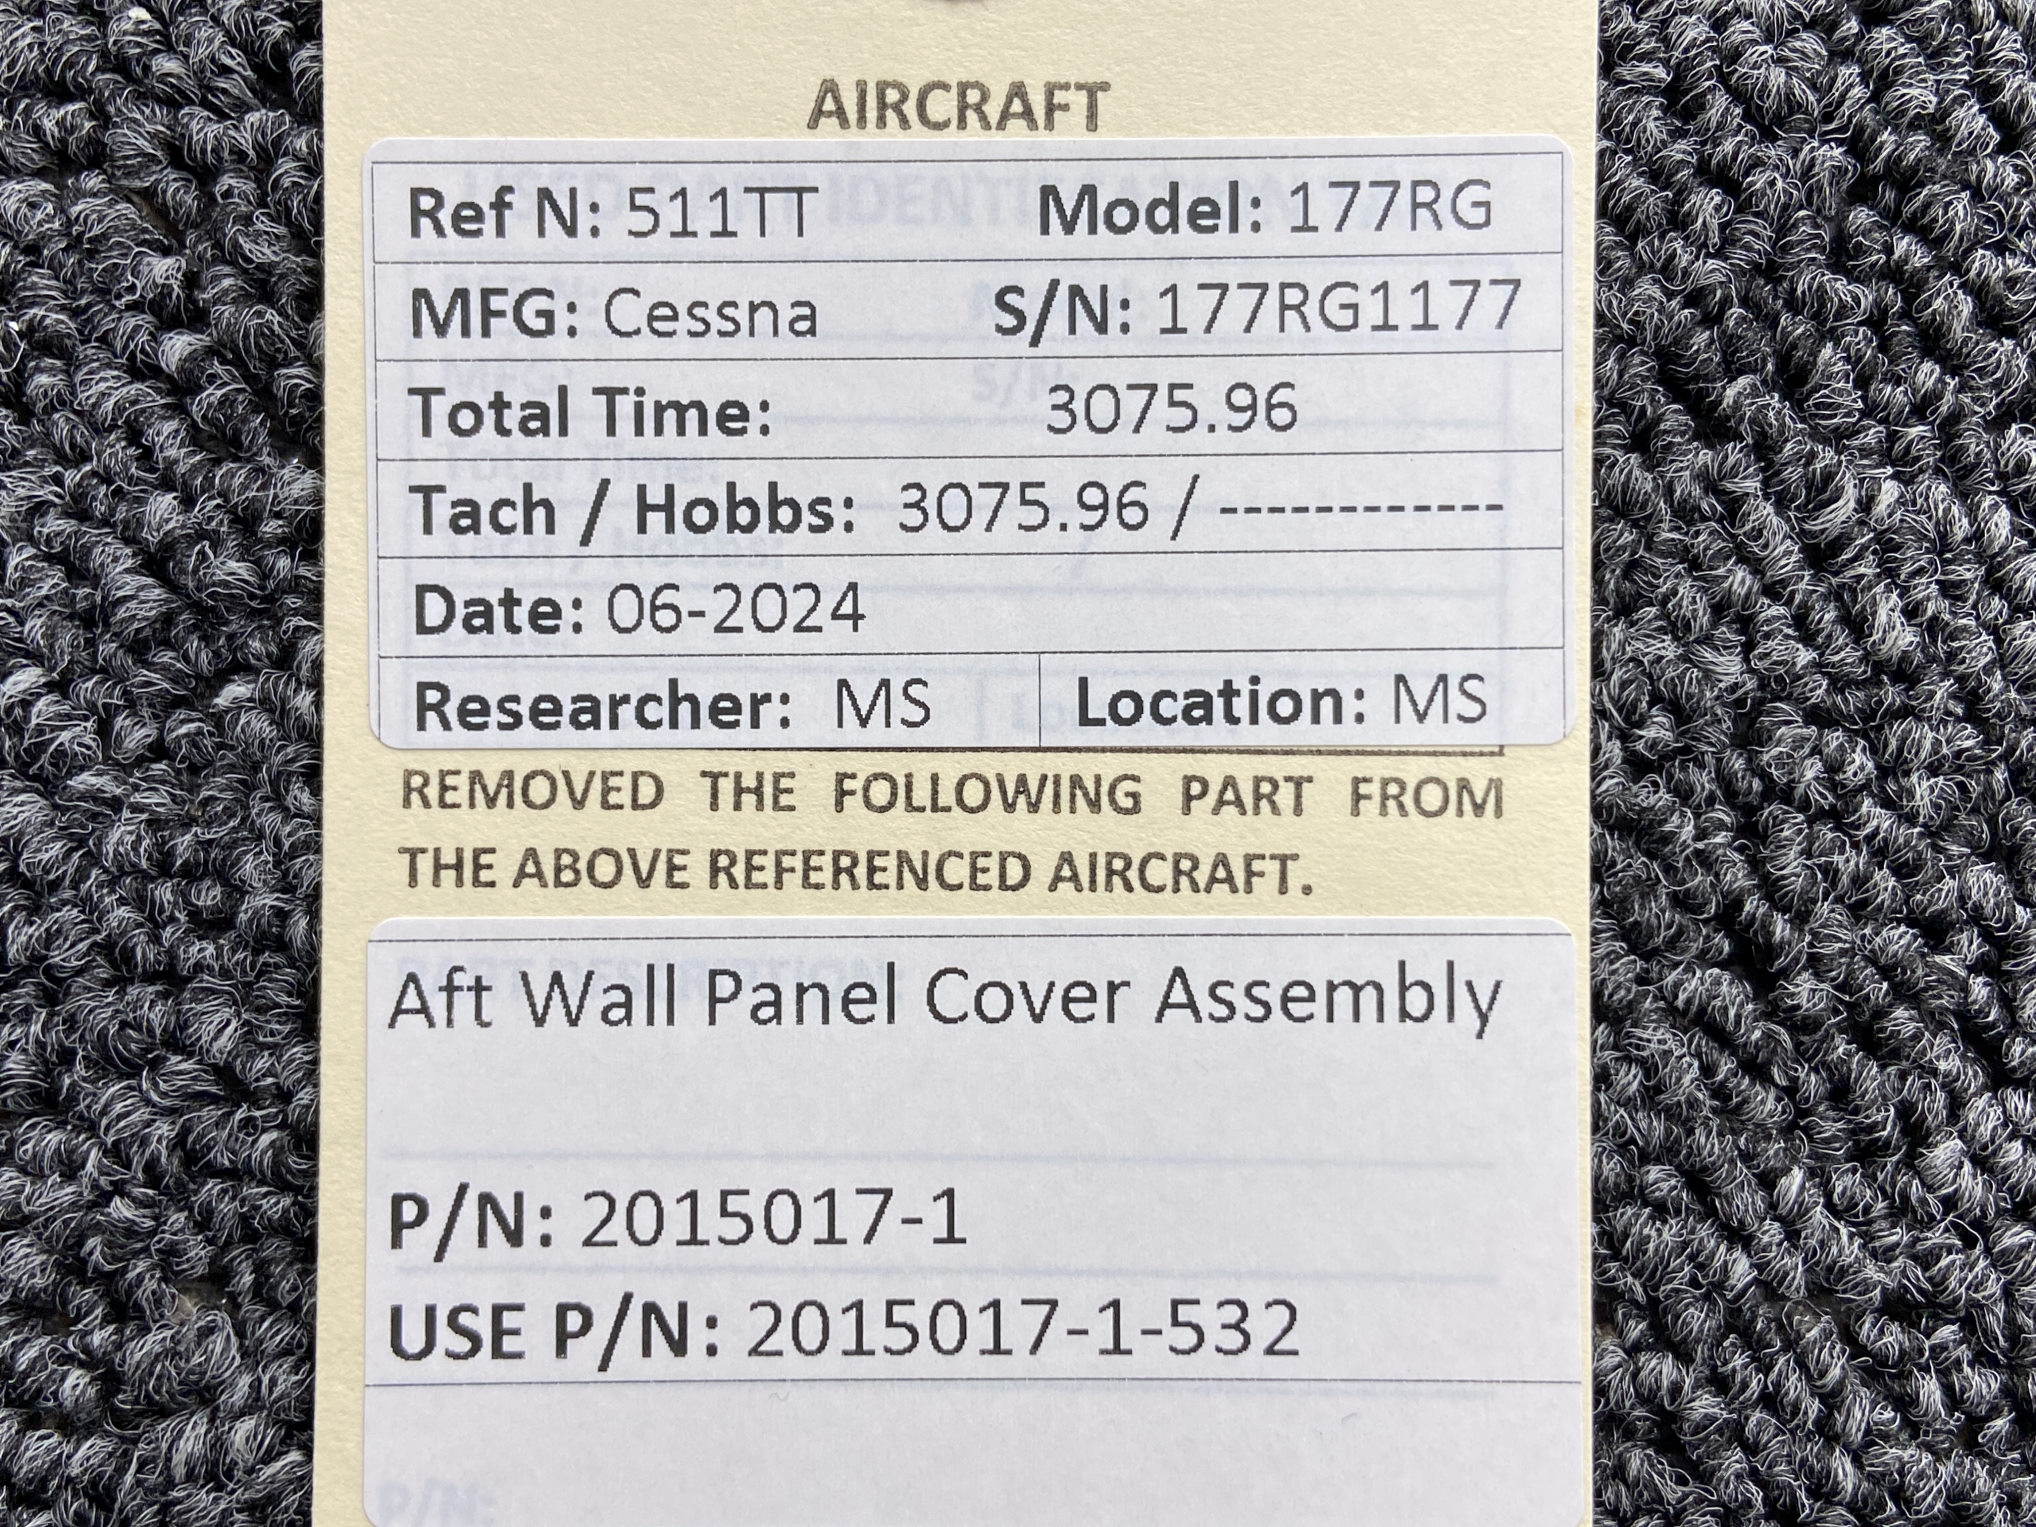 AIRCRAFT
Ref N: 511TT Model: 177RG
MFG: Cessna S/N: 177RG1177
Total Time: 3075.96
Tach / Hobbs: 3075.96 / ------------
Date: 06-2024
Researcher: MS Location: MS
REMOVED THE FOLLOWING PART FROM
THE ABOVE REFERENCED AIRCRAFT.
Aft Wall Panel Cover Assembly
P/N: 2015017-1
USE P/N: 2015017-1-532
P/N: